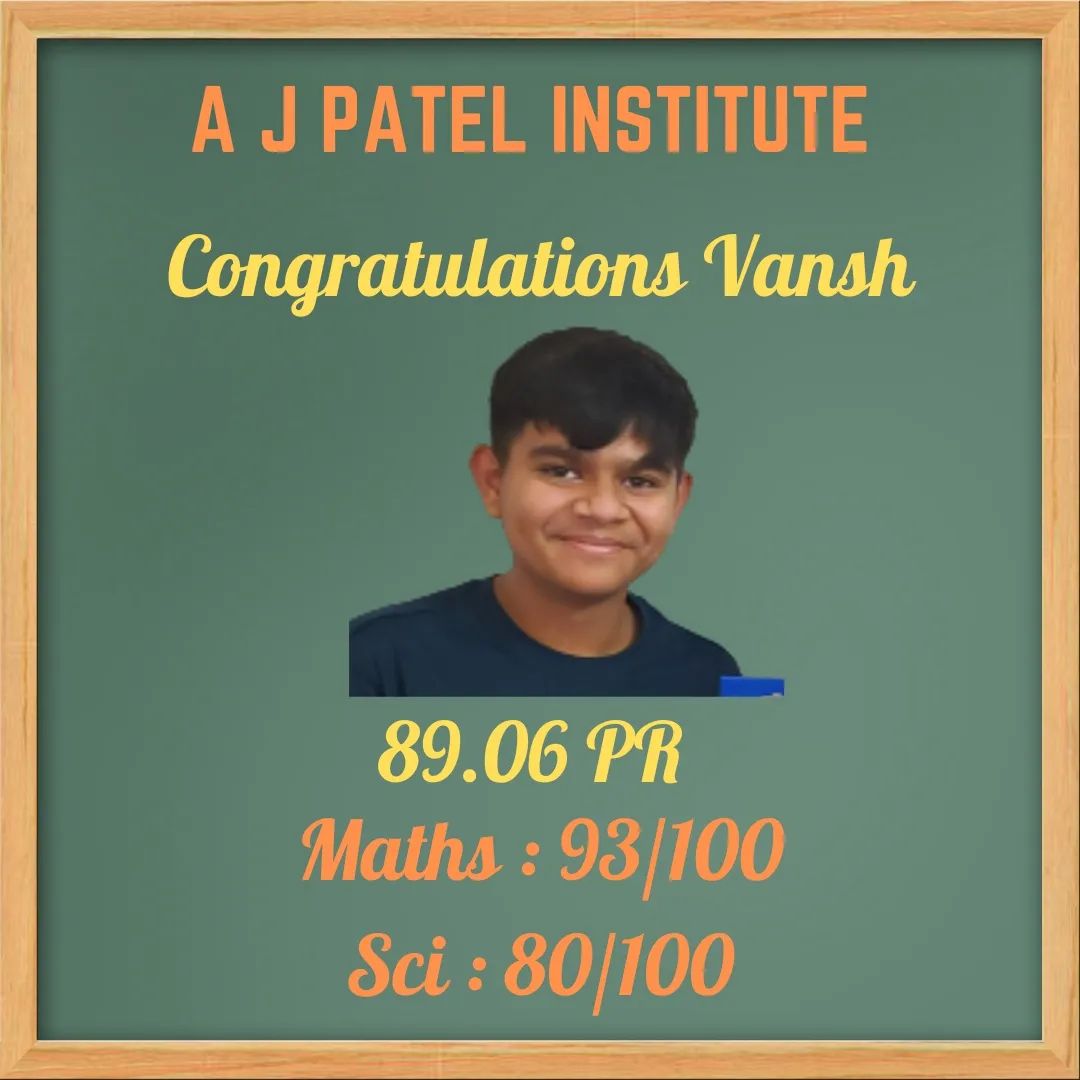 A J PATEL INSTITUTE
Congratulations Vansh
89.06 PR
Maths : 93/100
Sci : 80/100